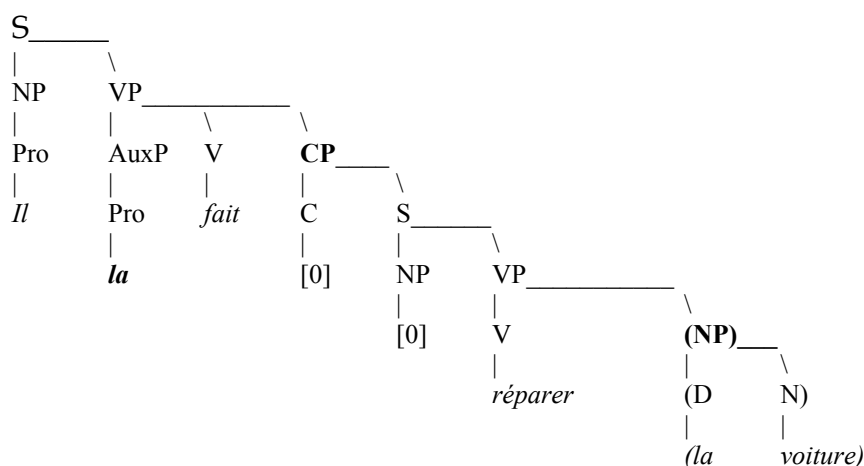 S
NP VP
Pro AuxP V CP
Il Pro fait C S
la [0] NP VP
[0] V (NP)
réparer (D N)
(la voiture)